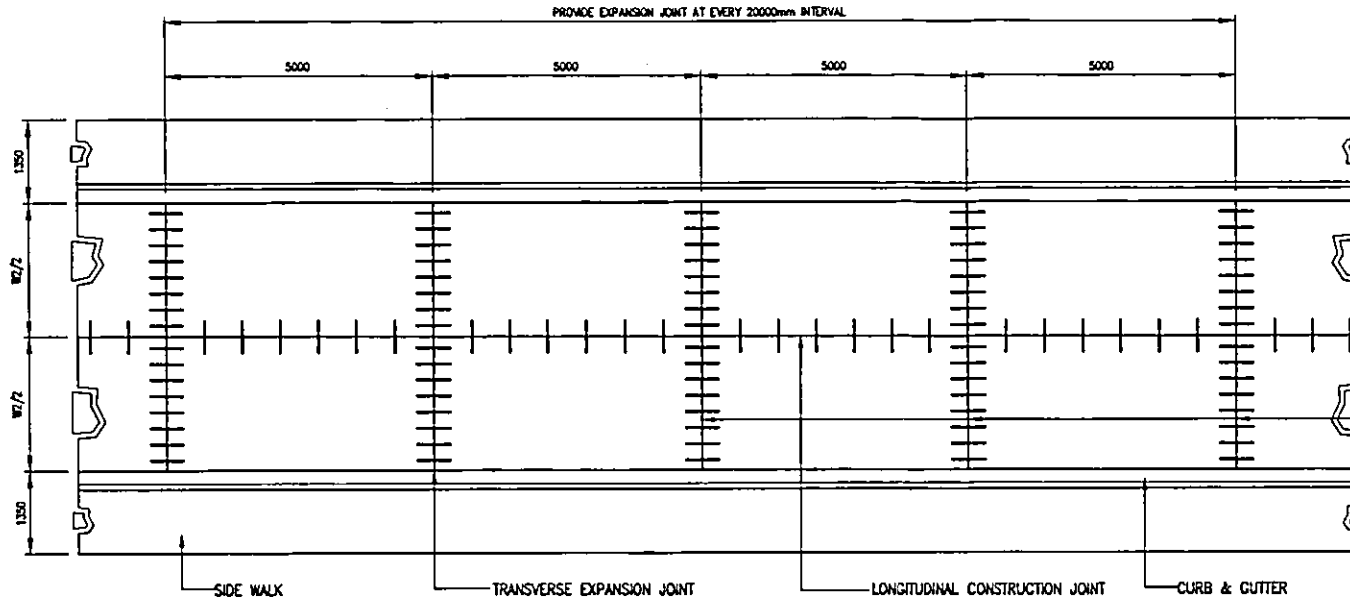 PROVIDE EXPANSION JOINT AT EVERY 20000mm INTERVAL
5000 5000 5000 5000
1350
W2/2
W2/2
1350
SIDE WALK TRANSVERSE EXPANSION JOINT LONGITUDINAL CONSTRUCTION JOINT CURB & GUTTER